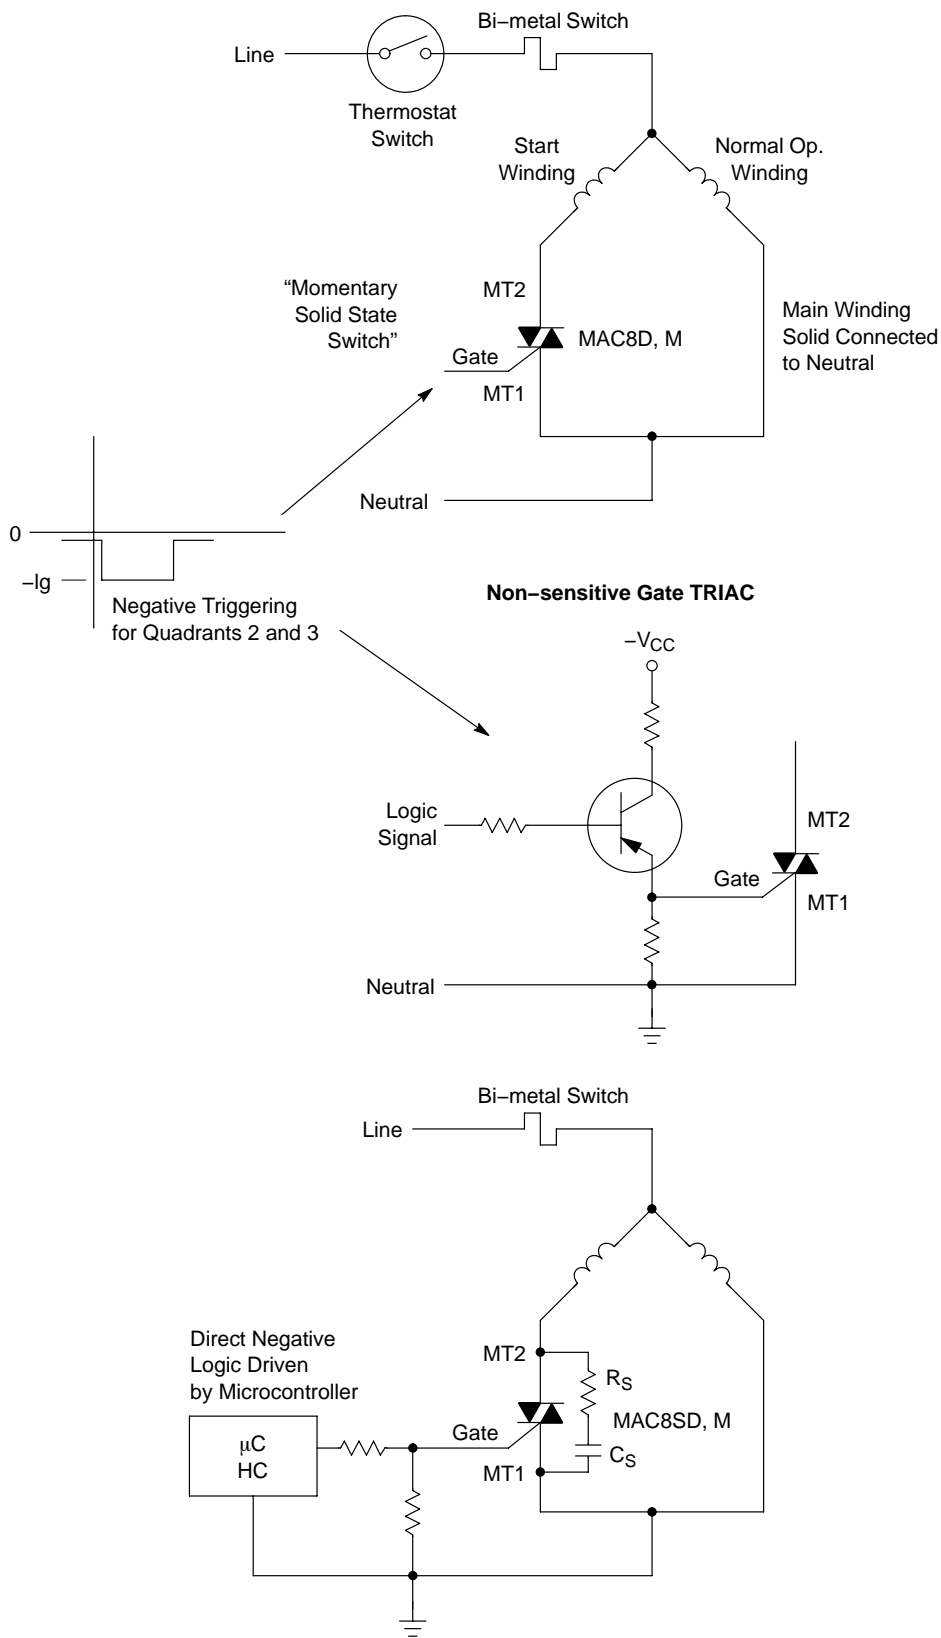 Bi−metal Switch
Line
Thermostat
Switch
Start
Winding
Normal Op.
Winding
“Momentary
Solid State
Switch”
MT2
MAC8D, M
Gate
MT1
Main Winding
Solid Connected
to Neutral
Neutral
0
−Ig
Negative Triggering
for Quadrants 2 and 3
Non−sensitive Gate TRIAC
−VCC
Logic
Signal
MT2
Gate
MT1
Neutral
Bi−metal Switch
Line
Direct Negative
Logic Driven
by Microcontroller
MT2
RS
MAC8SD, M
Gate
CS
MT1
μC
HC